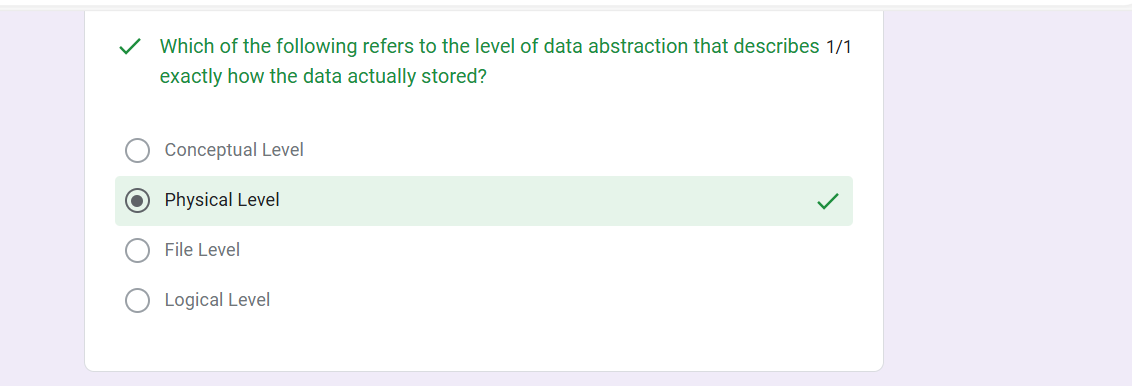 Which of the following refers to the level of data abstraction that describes 1/1
exactly how the data actually stored?
Conceptual Level
Physical Level
File Level
Logical Level